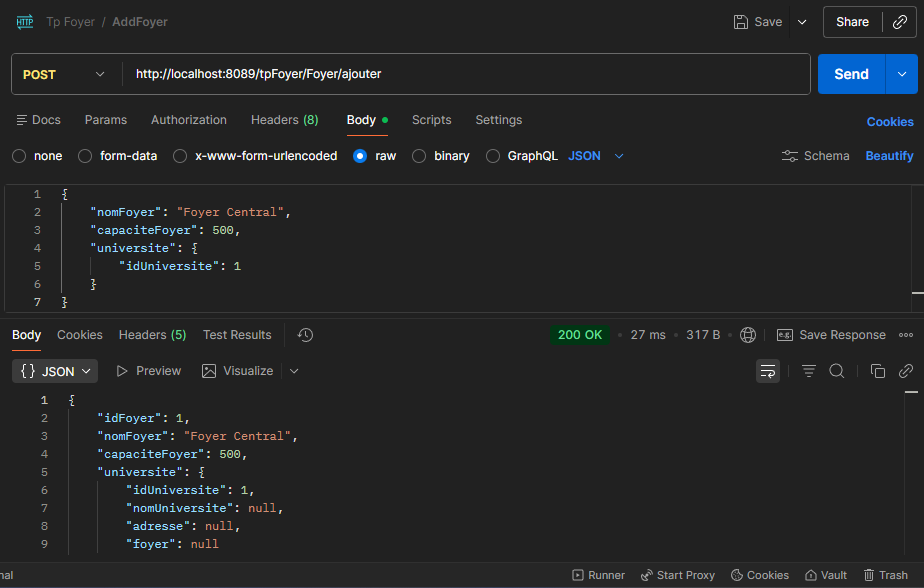 HTTP Tp Foyer / AddFoyer Save Share
POST http://localhost:8089/tpFoyer/Foyer/ajouter Send
Docs Params Authorization Headers (8) Body Scripts Settings Cookies
none form-data x-www-form-urlencoded raw binary GraphQL JSON Schema Beautify
1 {
2 "nomFoyer": "Foyer Central",
3 "capaciteFoyer": 500,
4 "universite": {
5 "idUniversite": 1
6 }
7 }
Body Cookies Headers (5) Test Results 200 OK • 27 ms • 317 B • e.g. Save Response
{} JSON Preview Visualize
1 {
2 "idFoyer": 1,
3 "nomFoyer": "Foyer Central",
4 "capaciteFoyer": 500,
5 "universite": {
6 "idUniversite": 1,
7 "nomUniversite": null,
8 "adresse": null,
9 "foyer": null
nal Runner Start Proxy Cookies Vault Trash